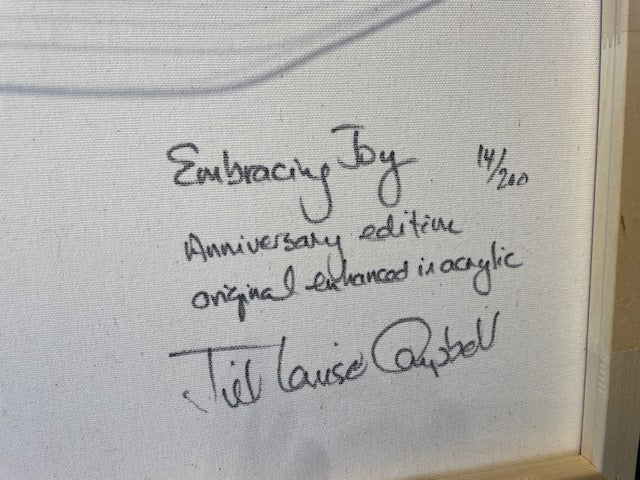 Embracing Joy 14/200
Anniversary edition
original enhanced in acrylic
Jill Louise Campbell